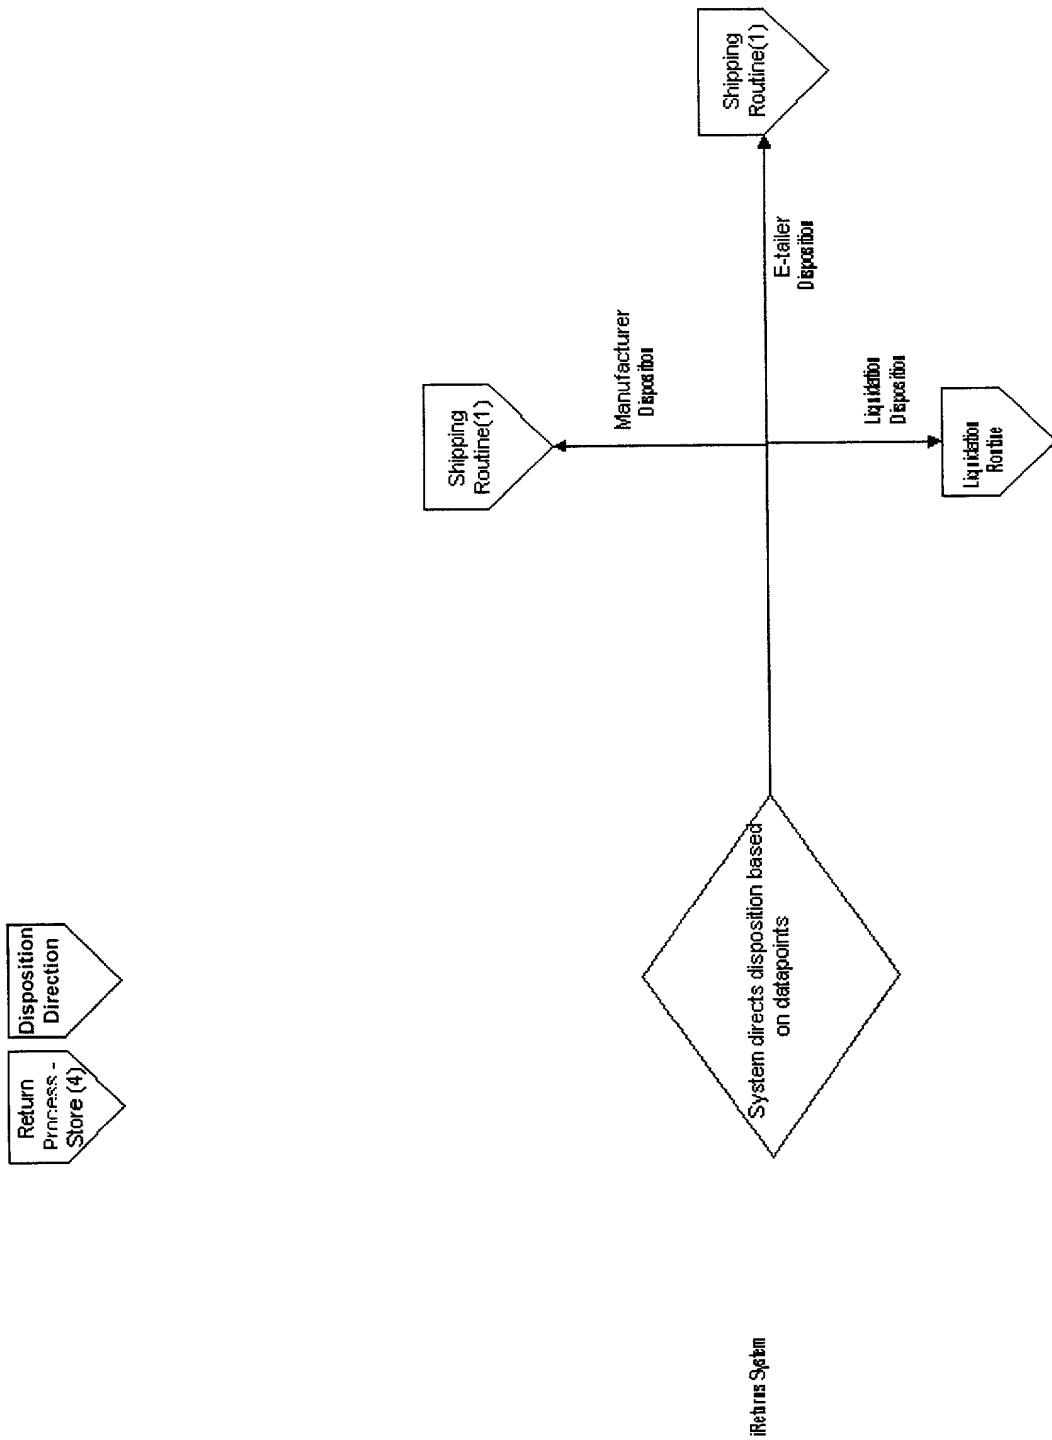 Return
Process -
Store (4)
Disposition
Direction
Shipping
Routine(1)
Manufacturer
Disposition
Shipping
Routine(1)
E-tailer
Disposition
Liquidation
Disposition
Liquidation
Routine
System directs disposition based
on datapoints
iReturns System